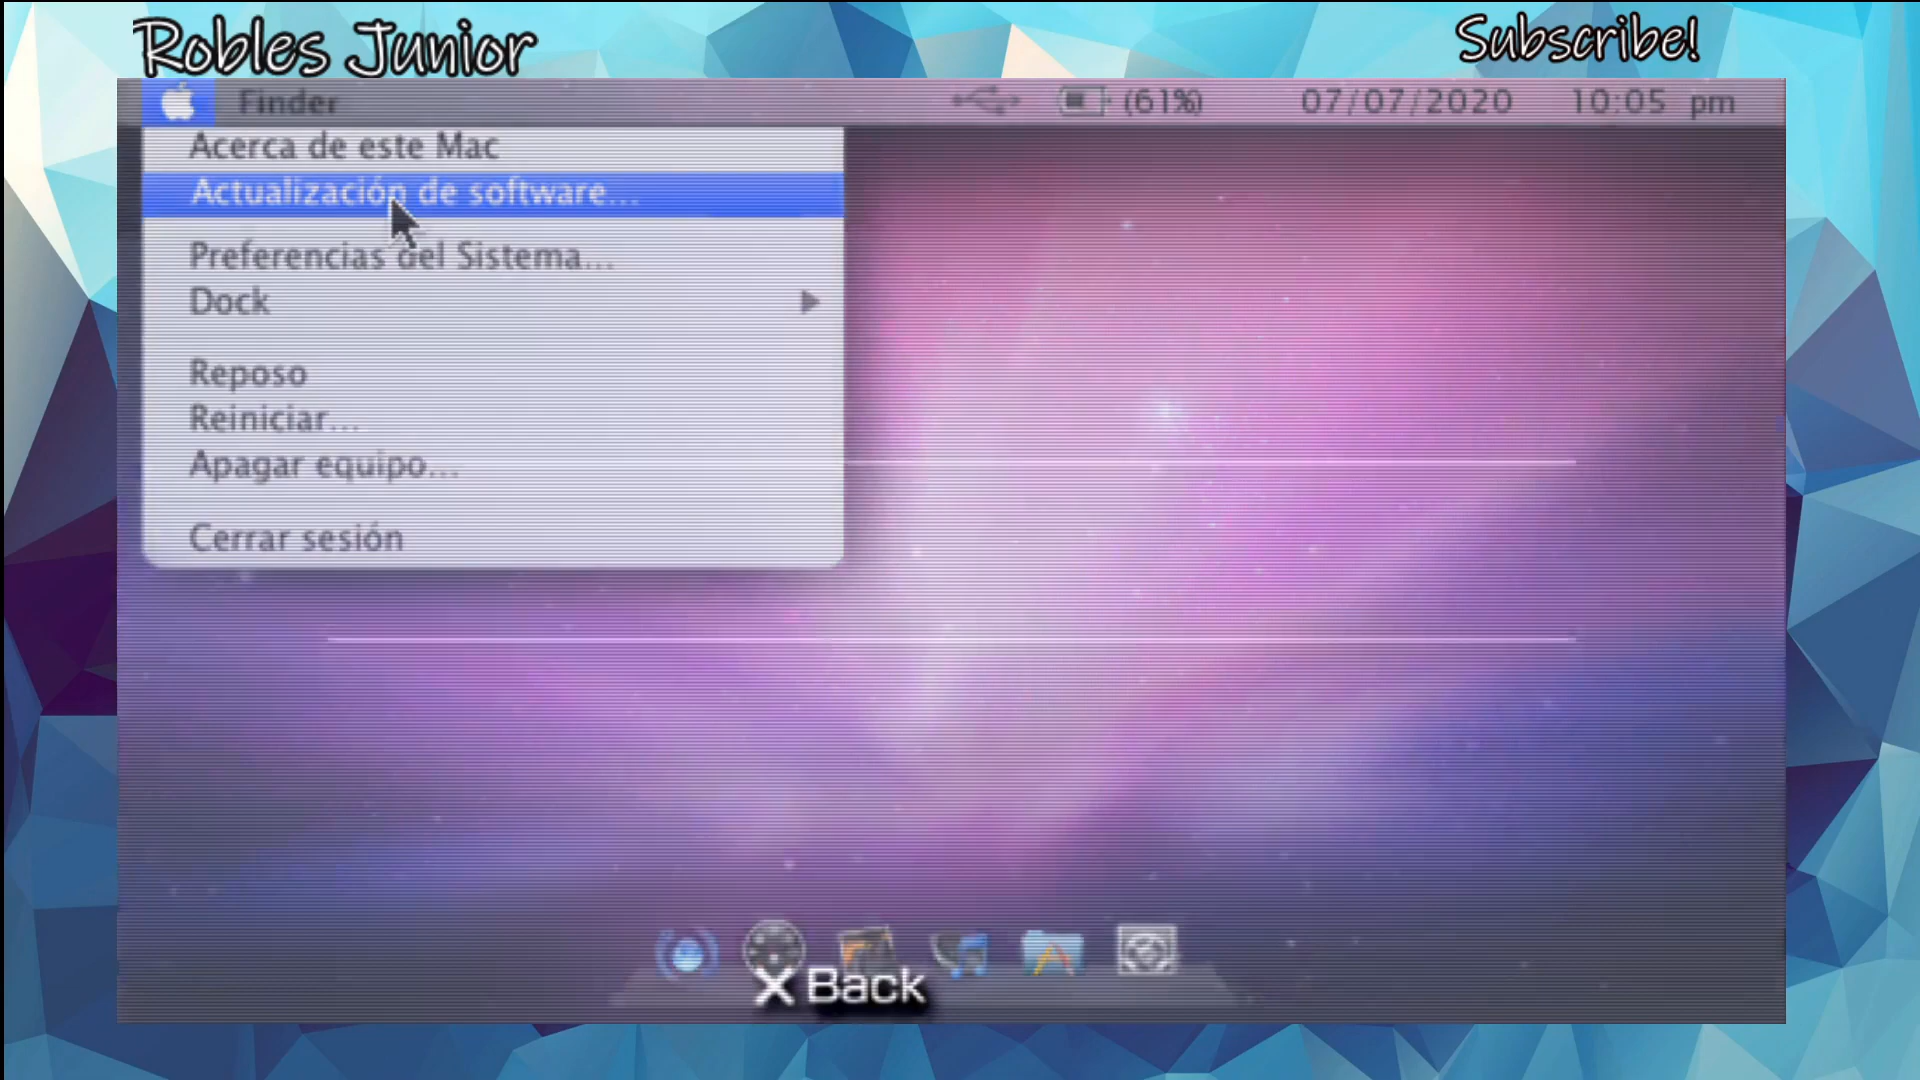 Robles Junior
Subscribe!
Finder
(61%)
07/07/2020
10:05 pm
Acerca de este Mac
Actualización de software...
Preferencias del Sistema...
Dock
Reposo
Reiniciar...
Apagar equipo...
Cerrar sesión
X Back